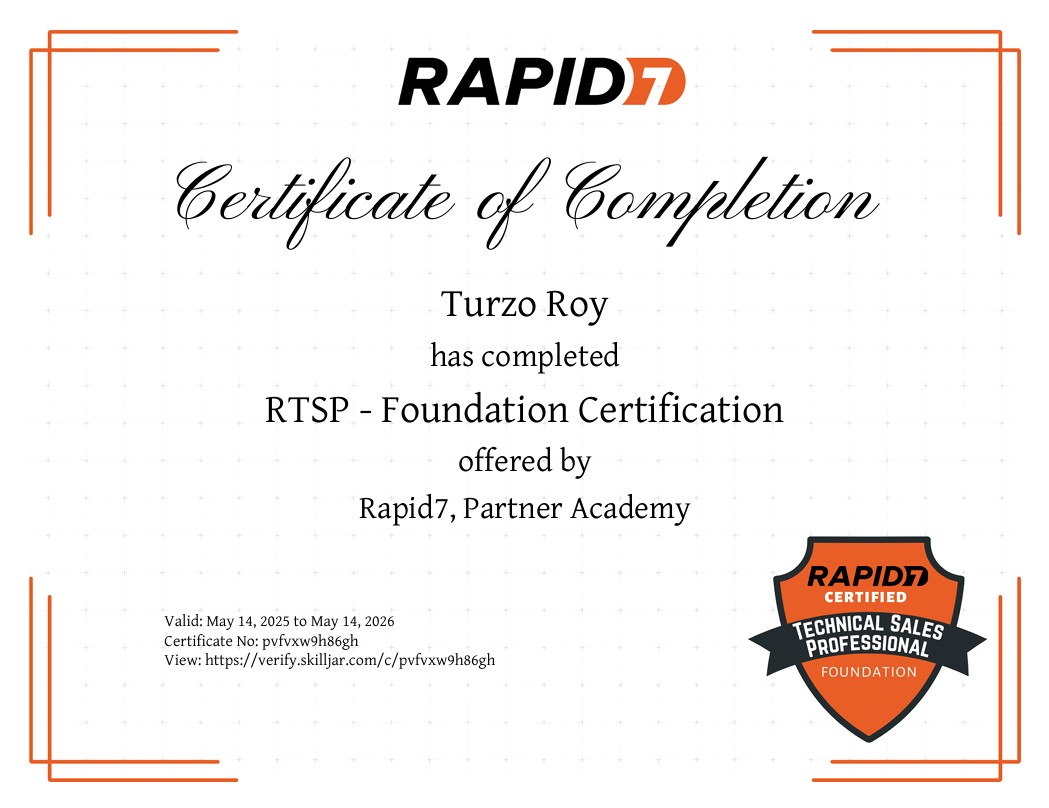 RAPID7
Certificate of Completion
Turzo Roy
has completed
RTSP - Foundation Certification
offered by
Rapid7, Partner Academy
Valid: May 14, 2025 to May 14, 2026
Certificate No: pvfvxw9h86gh
View: https://verify.skilljar.com/c/pvfvxw9h86gh
RAPID7
CERTIFIED
TECHNICAL SALES
PROFESSIONAL
FOUNDATION